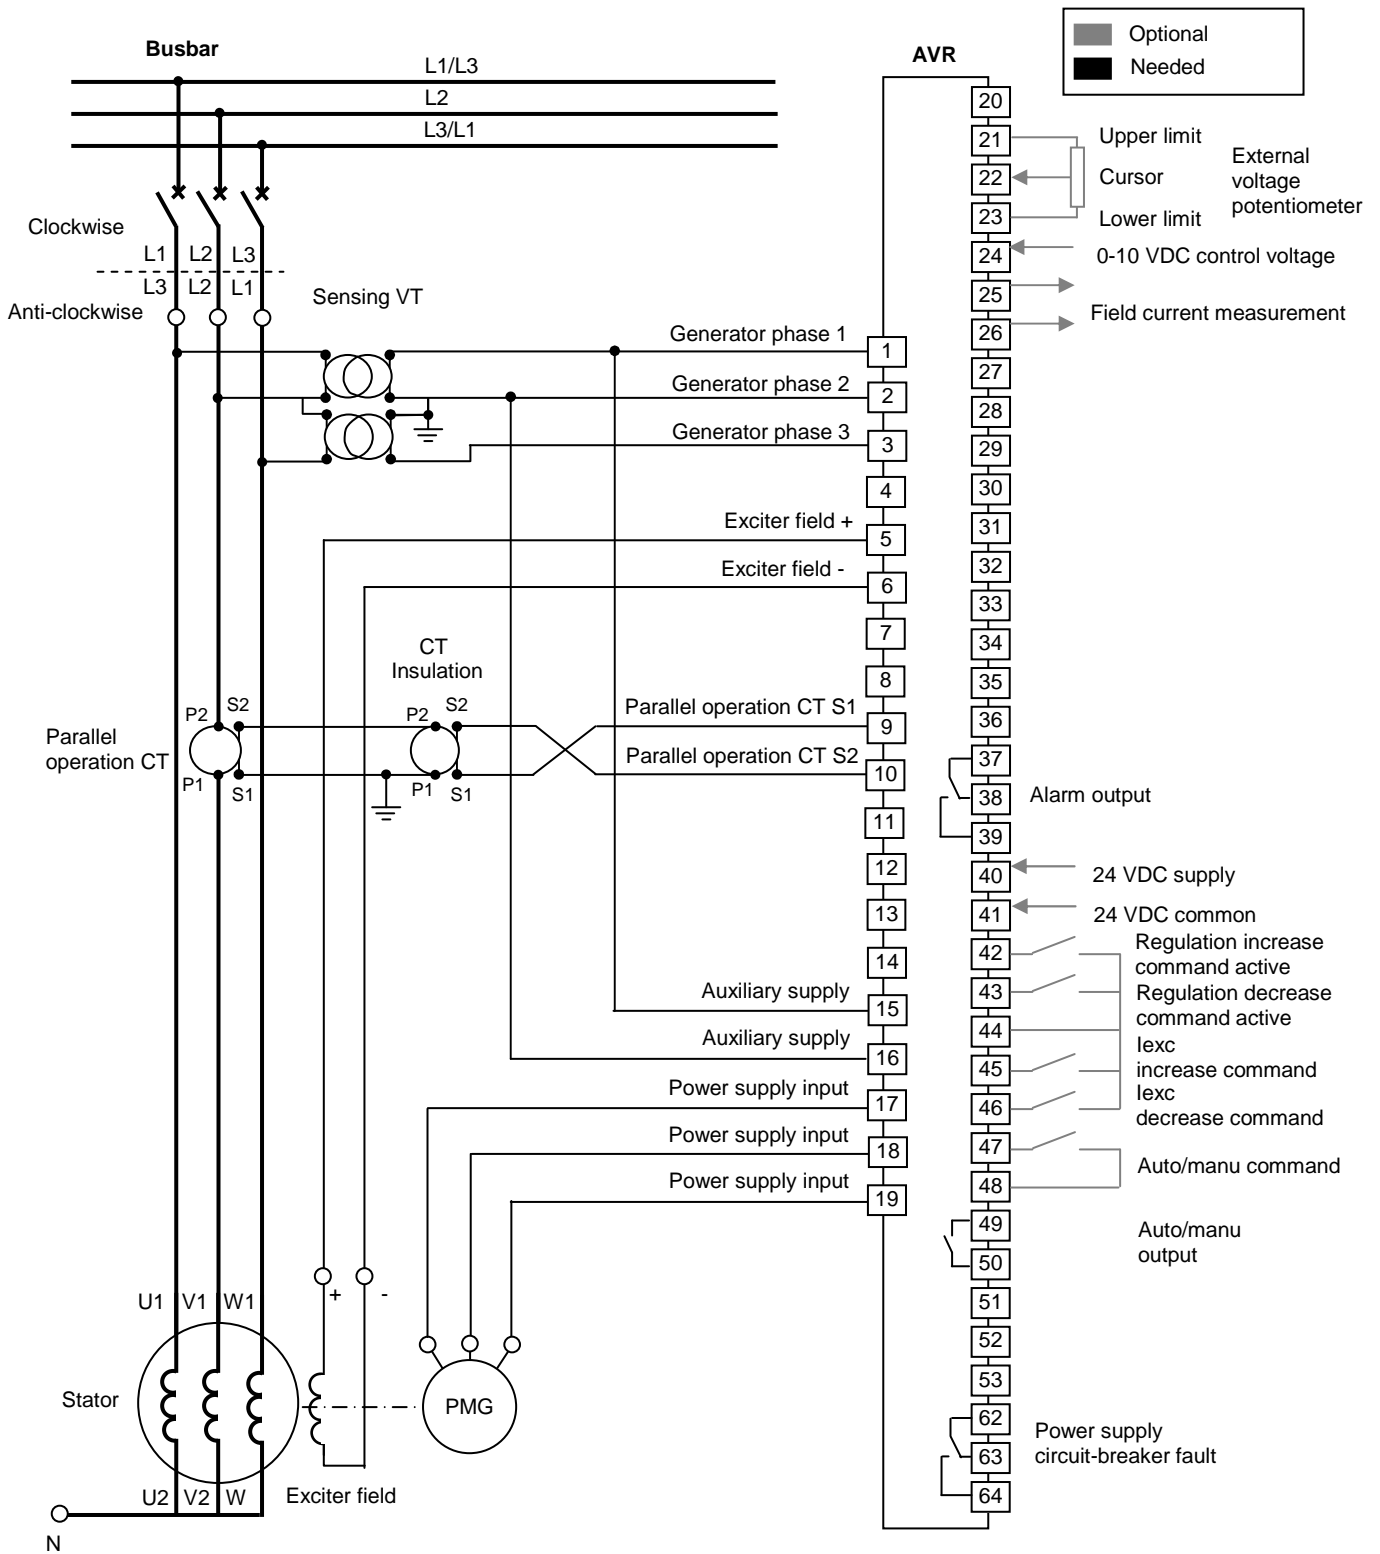 Busbar
L1/L3
L2
L3/L1
AVR
Optional
Needed
Clockwise
L1
L2
L3
L3
L2
L1
Anti-clockwise
Sensing VT
Generator phase 1
Generator phase 2
Generator phase 3
Exciter field +
Exciter field -
CT
Insulation
Parallel
operation CT
P2
S2
P1
S1
P2
S2
P1
S1
Parallel operation CT S1
Parallel operation CT S2
Auxiliary supply
Auxiliary supply
Power supply input
Power supply input
Power supply input
1
2
3
4
5
6
7
8
9
10
11
12
13
14
15
16
17
18
19
20
21
22
23
24
25
26
27
28
29
30
31
32
33
34
35
36
37
38
39
40
41
42
43
44
45
46
47
48
49
50
51
52
53
62
63
64
Upper limit
Cursor
Lower limit
External
voltage
potentiometer
0-10 VDC control voltage
Field current measurement
Alarm output
24 VDC supply
24 VDC common
Regulation increase
command active
Regulation decrease
command active
Iexc
increase command
Iexc
decrease command
Auto/manu command
Auto/manu
output
Power supply
circuit-breaker fault
U1
V1
W1
+
-
Stator
PMG
U2
V2
W
Exciter field
N